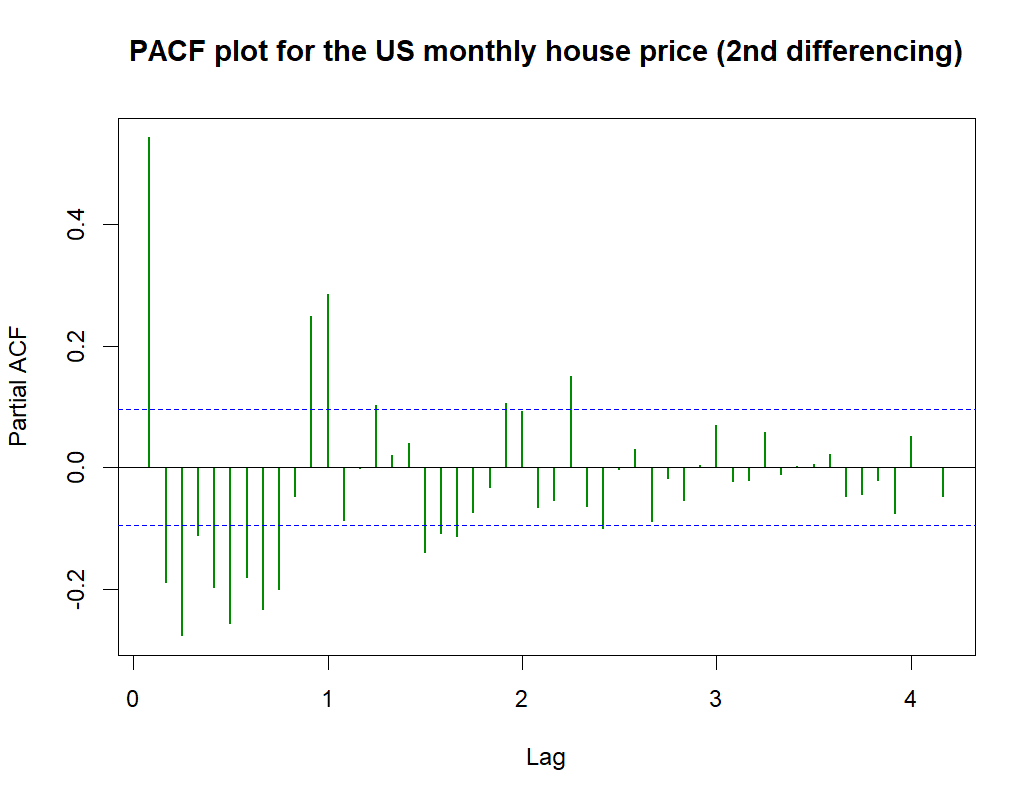 PACF plot for the US monthly house price (2nd differencing)
Partial ACF
0.4
0.2
0.0
-0.2
0 1 2 3 4
Lag